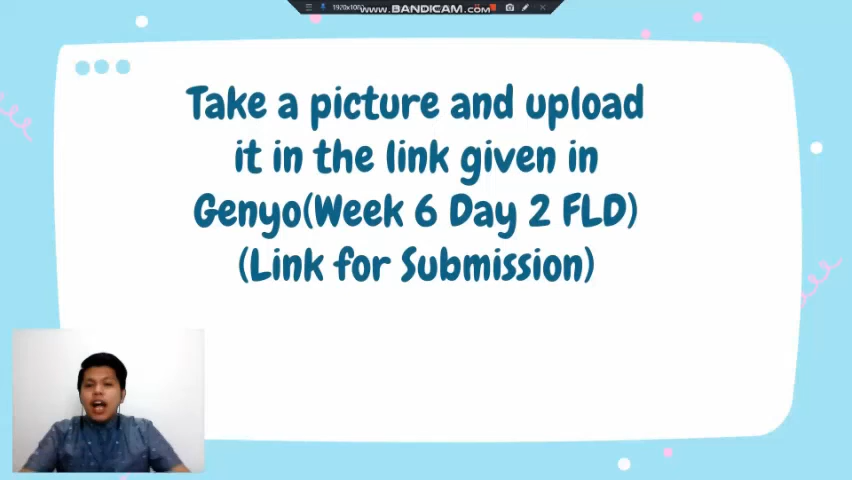 1920x1080
www.BANDICAM.com
Take a picture and upload
it in the link given in
Genyo(Week 6 Day 2 FLD)
(Link for Submission)